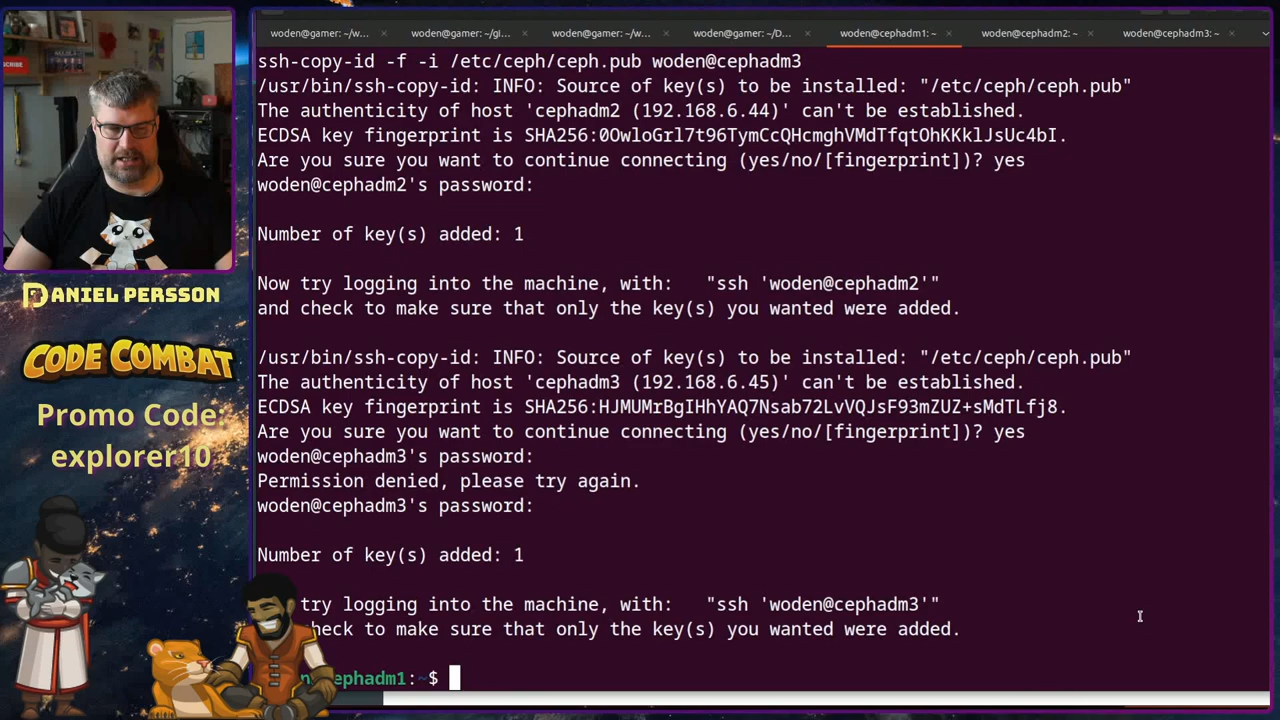 woden@gamer: ~/w...
woden@gamer: ~/gi...
woden@gamer: ~/w...
woden@gamer: ~/D...
woden@cephadm1: ~
woden@cephadm2: ~
woden@cephadm3: ~
ssh-copy-id -f -i /etc/ceph/ceph.pub woden@cephadm3
/usr/bin/ssh-copy-id: INFO: Source of key(s) to be installed: "/etc/ceph/ceph.pub"
The authenticity of host 'cephadm2 (192.168.6.44)' can't be established.
ECDSA key fingerprint is SHA256:0OwloGrl7t96TymCcQHcmghVMdTfqtOhKKklJsUc4bI.
Are you sure you want to continue connecting (yes/no/[fingerprint])? yes
woden@cephadm2's password:
Number of key(s) added: 1
Now try logging into the machine, with:   "ssh 'woden@cephadm2'"
and check to make sure that only the key(s) you wanted were added.
/usr/bin/ssh-copy-id: INFO: Source of key(s) to be installed: "/etc/ceph/ceph.pub"
The authenticity of host 'cephadm3 (192.168.6.45)' can't be established.
ECDSA key fingerprint is SHA256:HJMUMrBgIHhYAQ7Nsab72LvVQJsF93mZUZ+sMdTLfj8.
Are you sure you want to continue connecting (yes/no/[fingerprint])? yes
woden@cephadm3's password:
Permission denied, please try again.
woden@cephadm3's password:
Number of key(s) added: 1
try logging into the machine, with:   "ssh 'woden@cephadm3'"
heck to make sure that only the key(s) you wanted were added.
ephadm1:~$
SUBSCRIBE
DANIEL PERSSON
CODE COMBAT
Promo Code:
explorer10